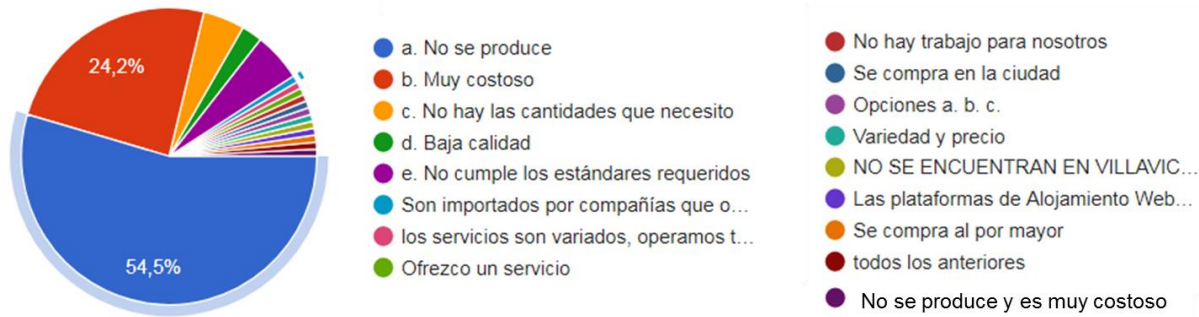 24,2%
54,5%
a. No se produce
b. Muy costoso
c. No hay las cantidades que necesito
d. Baja calidad
e. No cumple los estándares requeridos
Son importados por compañías que o...
los servicios son variados, operamos t...
Ofrezco un servicio
No hay trabajo para nosotros
Se compra en la ciudad
Opciones a. b. c.
Variedad y precio
NO SE ENCUENTRAN EN VILLAVIC...
Las plataformas de Alojamiento Web...
Se compra al por mayor
todos los anteriores
No se produce y es muy costoso